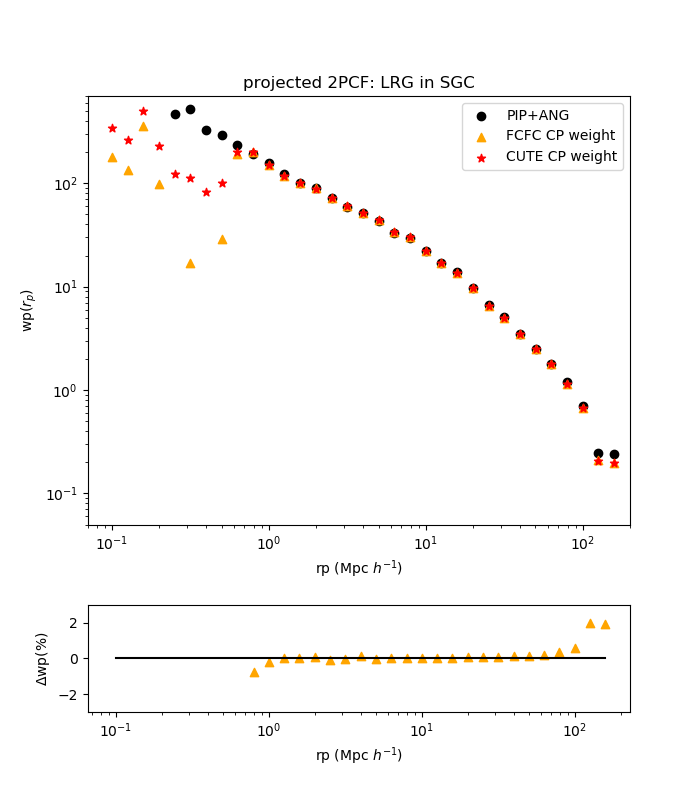 projected 2PCF: LRG in SGC
PIP+ANG
FCFC CP weight
CUTE CP weight
wp(r_p)
10^2
10^1
10^0
10^−1
10^−1 10^0 10^1 10^2
rp (Mpc h^−1)
Δwp(%)
2
0
−2
10^−1 10^0 10^1 10^2
rp (Mpc h^−1)